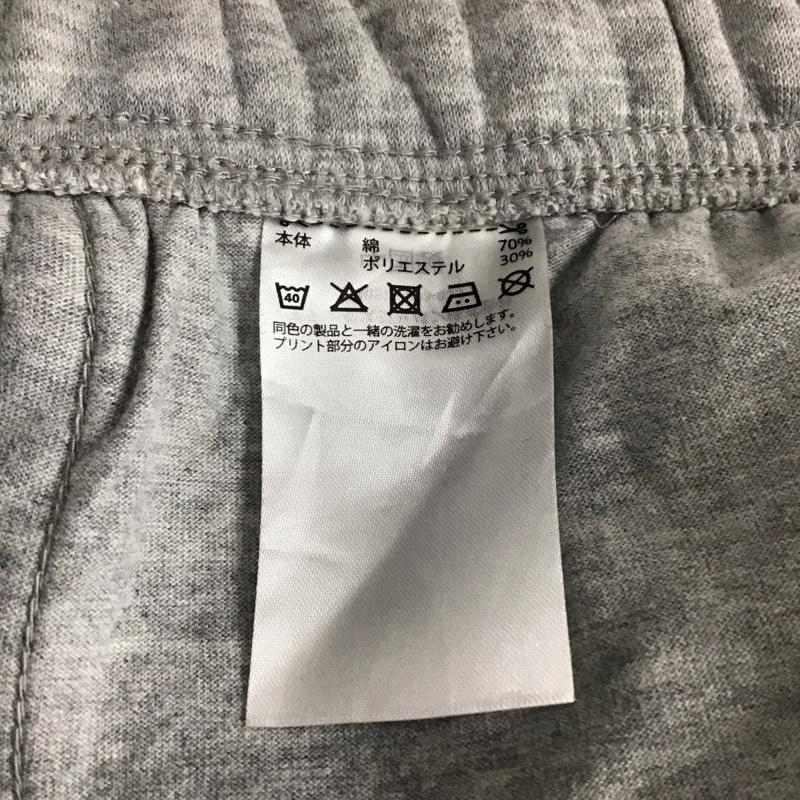 本体 綿 70%
ポリエステル 30%
40
同色の製品と一緒の洗濯をお勧めします。
プリント部分のアイロンはお避け下さい。